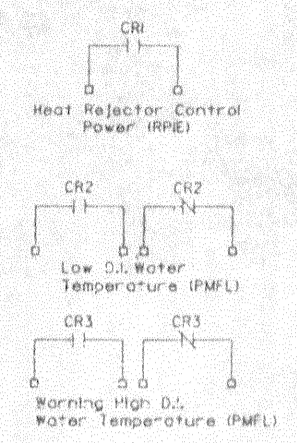 CR1
Heat Rejector Control
Power (RPIE)
CR2 CR2
Low D.I. Water
Temperature (PMFL)
CR3 CR3
Warning High D.I.
Water Temperature (PMFL)